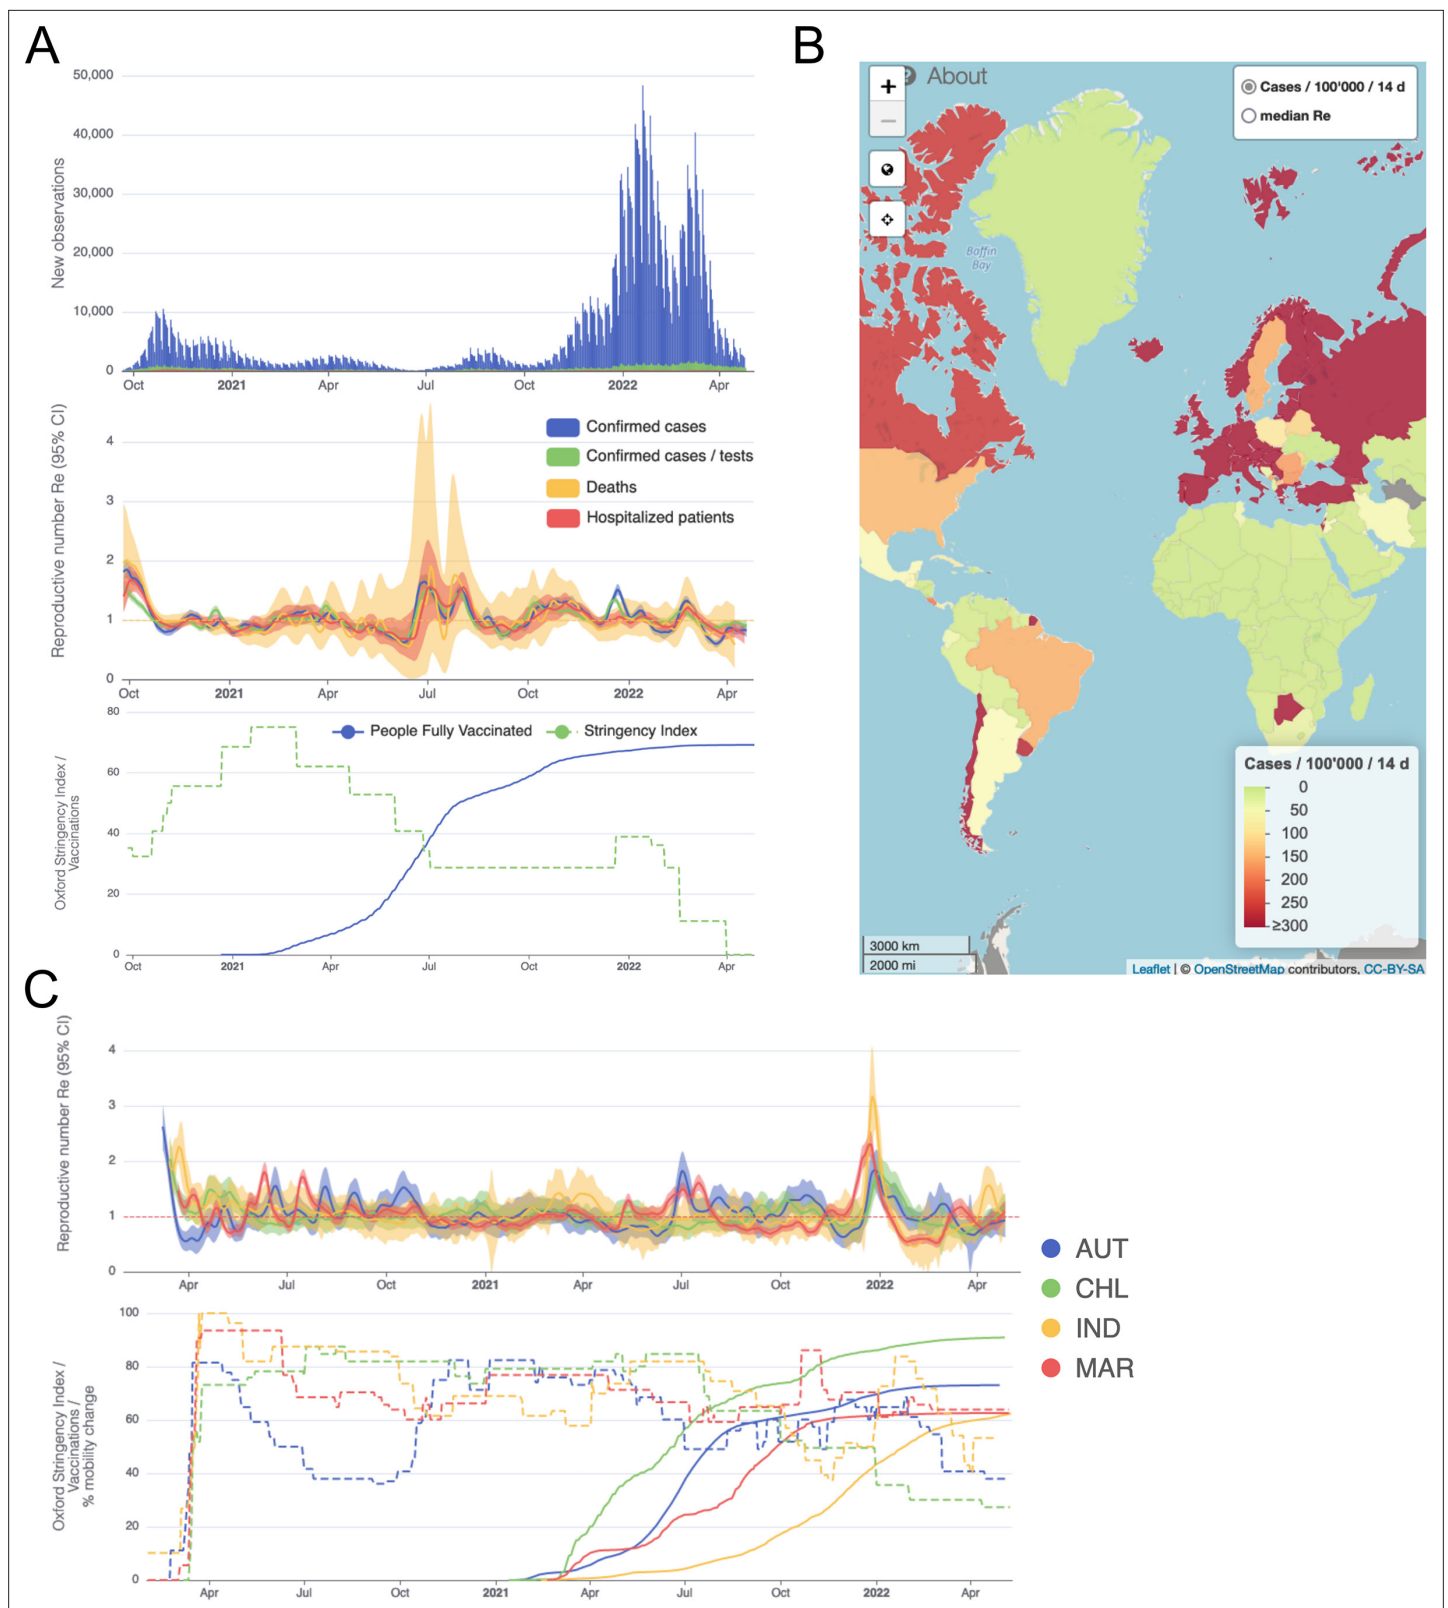 A
50,000
40,000
30,000
20,000
10,000
0
New observations
Oct 2021 Apr Jul Oct 2022 Apr
Reproductive number Re (95% CI)
4
3
2
1
0
Confirmed cases
Confirmed cases / tests
Deaths
Hospitalized patients
Oct 2021 Apr Jul Oct 2022 Apr
80
60
40
20
0
Oxford Stringency Index /
Vaccinations
People Fully Vaccinated Stringency Index
Oct 2021 Apr Jul Oct 2022 Apr
B
+
−
? About
Cases / 100'000 / 14 d
median Re
Baffin
Bay
Cases / 100'000 / 14 d
0
50
100
150
200
250
≥300
3000 km
2000 mi
Leaflet | © OpenStreetMap contributors, CC-BY-SA
C
Reproductive number Re (95% CI)
4
3
2
1
0
Apr Jul Oct 2021 Apr Jul Oct 2022 Apr
AUT
CHL
IND
MAR
Oxford Stringency Index /
Vaccinations /
% mobility change
100
80
60
40
20
0
Apr Jul Oct 2021 Apr Jul Oct 2022 Apr